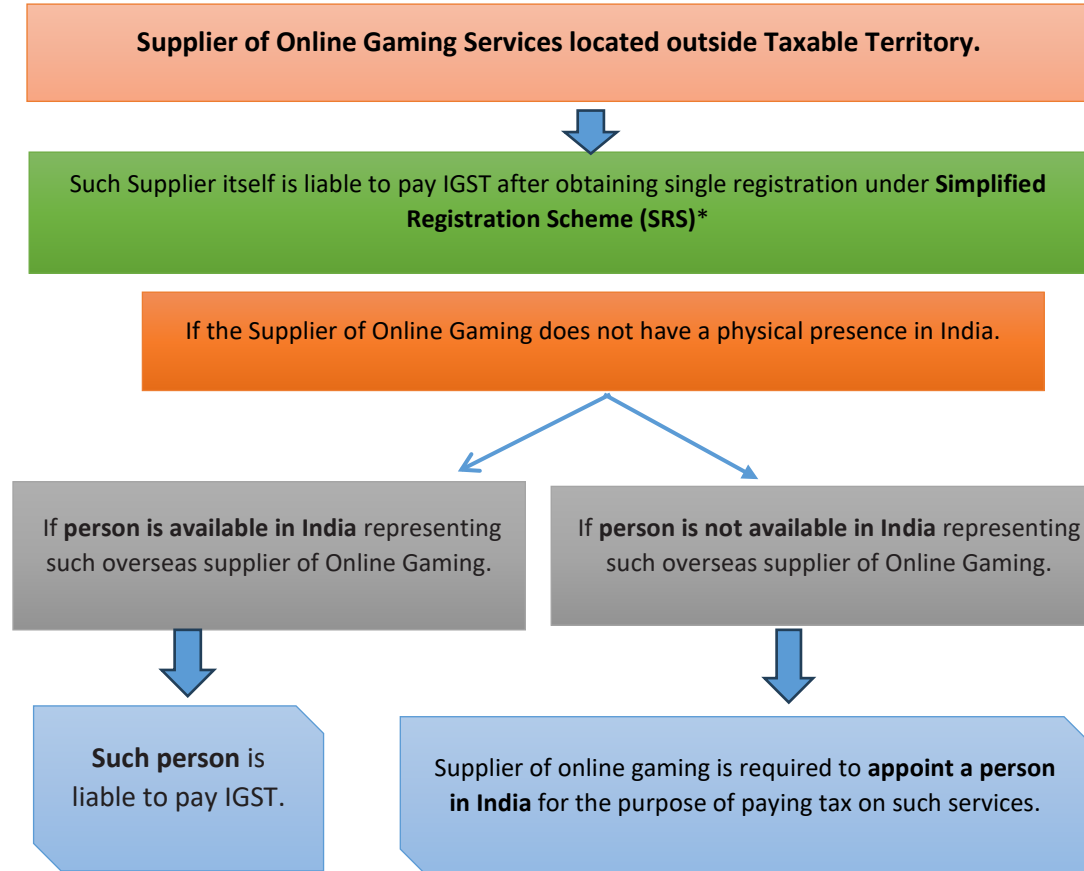 Supplier of Online Gaming Services located outside Taxable Territory.
Such Supplier itself is liable to pay IGST after obtaining single registration under Simplified
Registration Scheme (SRS)*
If the Supplier of Online Gaming does not have a physical presence in India.
If person is available in India representing
such overseas supplier of Online Gaming.
If person is not available in India representing
such overseas supplier of Online Gaming.
Such person is
liable to pay IGST.
Supplier of online gaming is required to appoint a person
in India for the purpose of paying tax on such services.